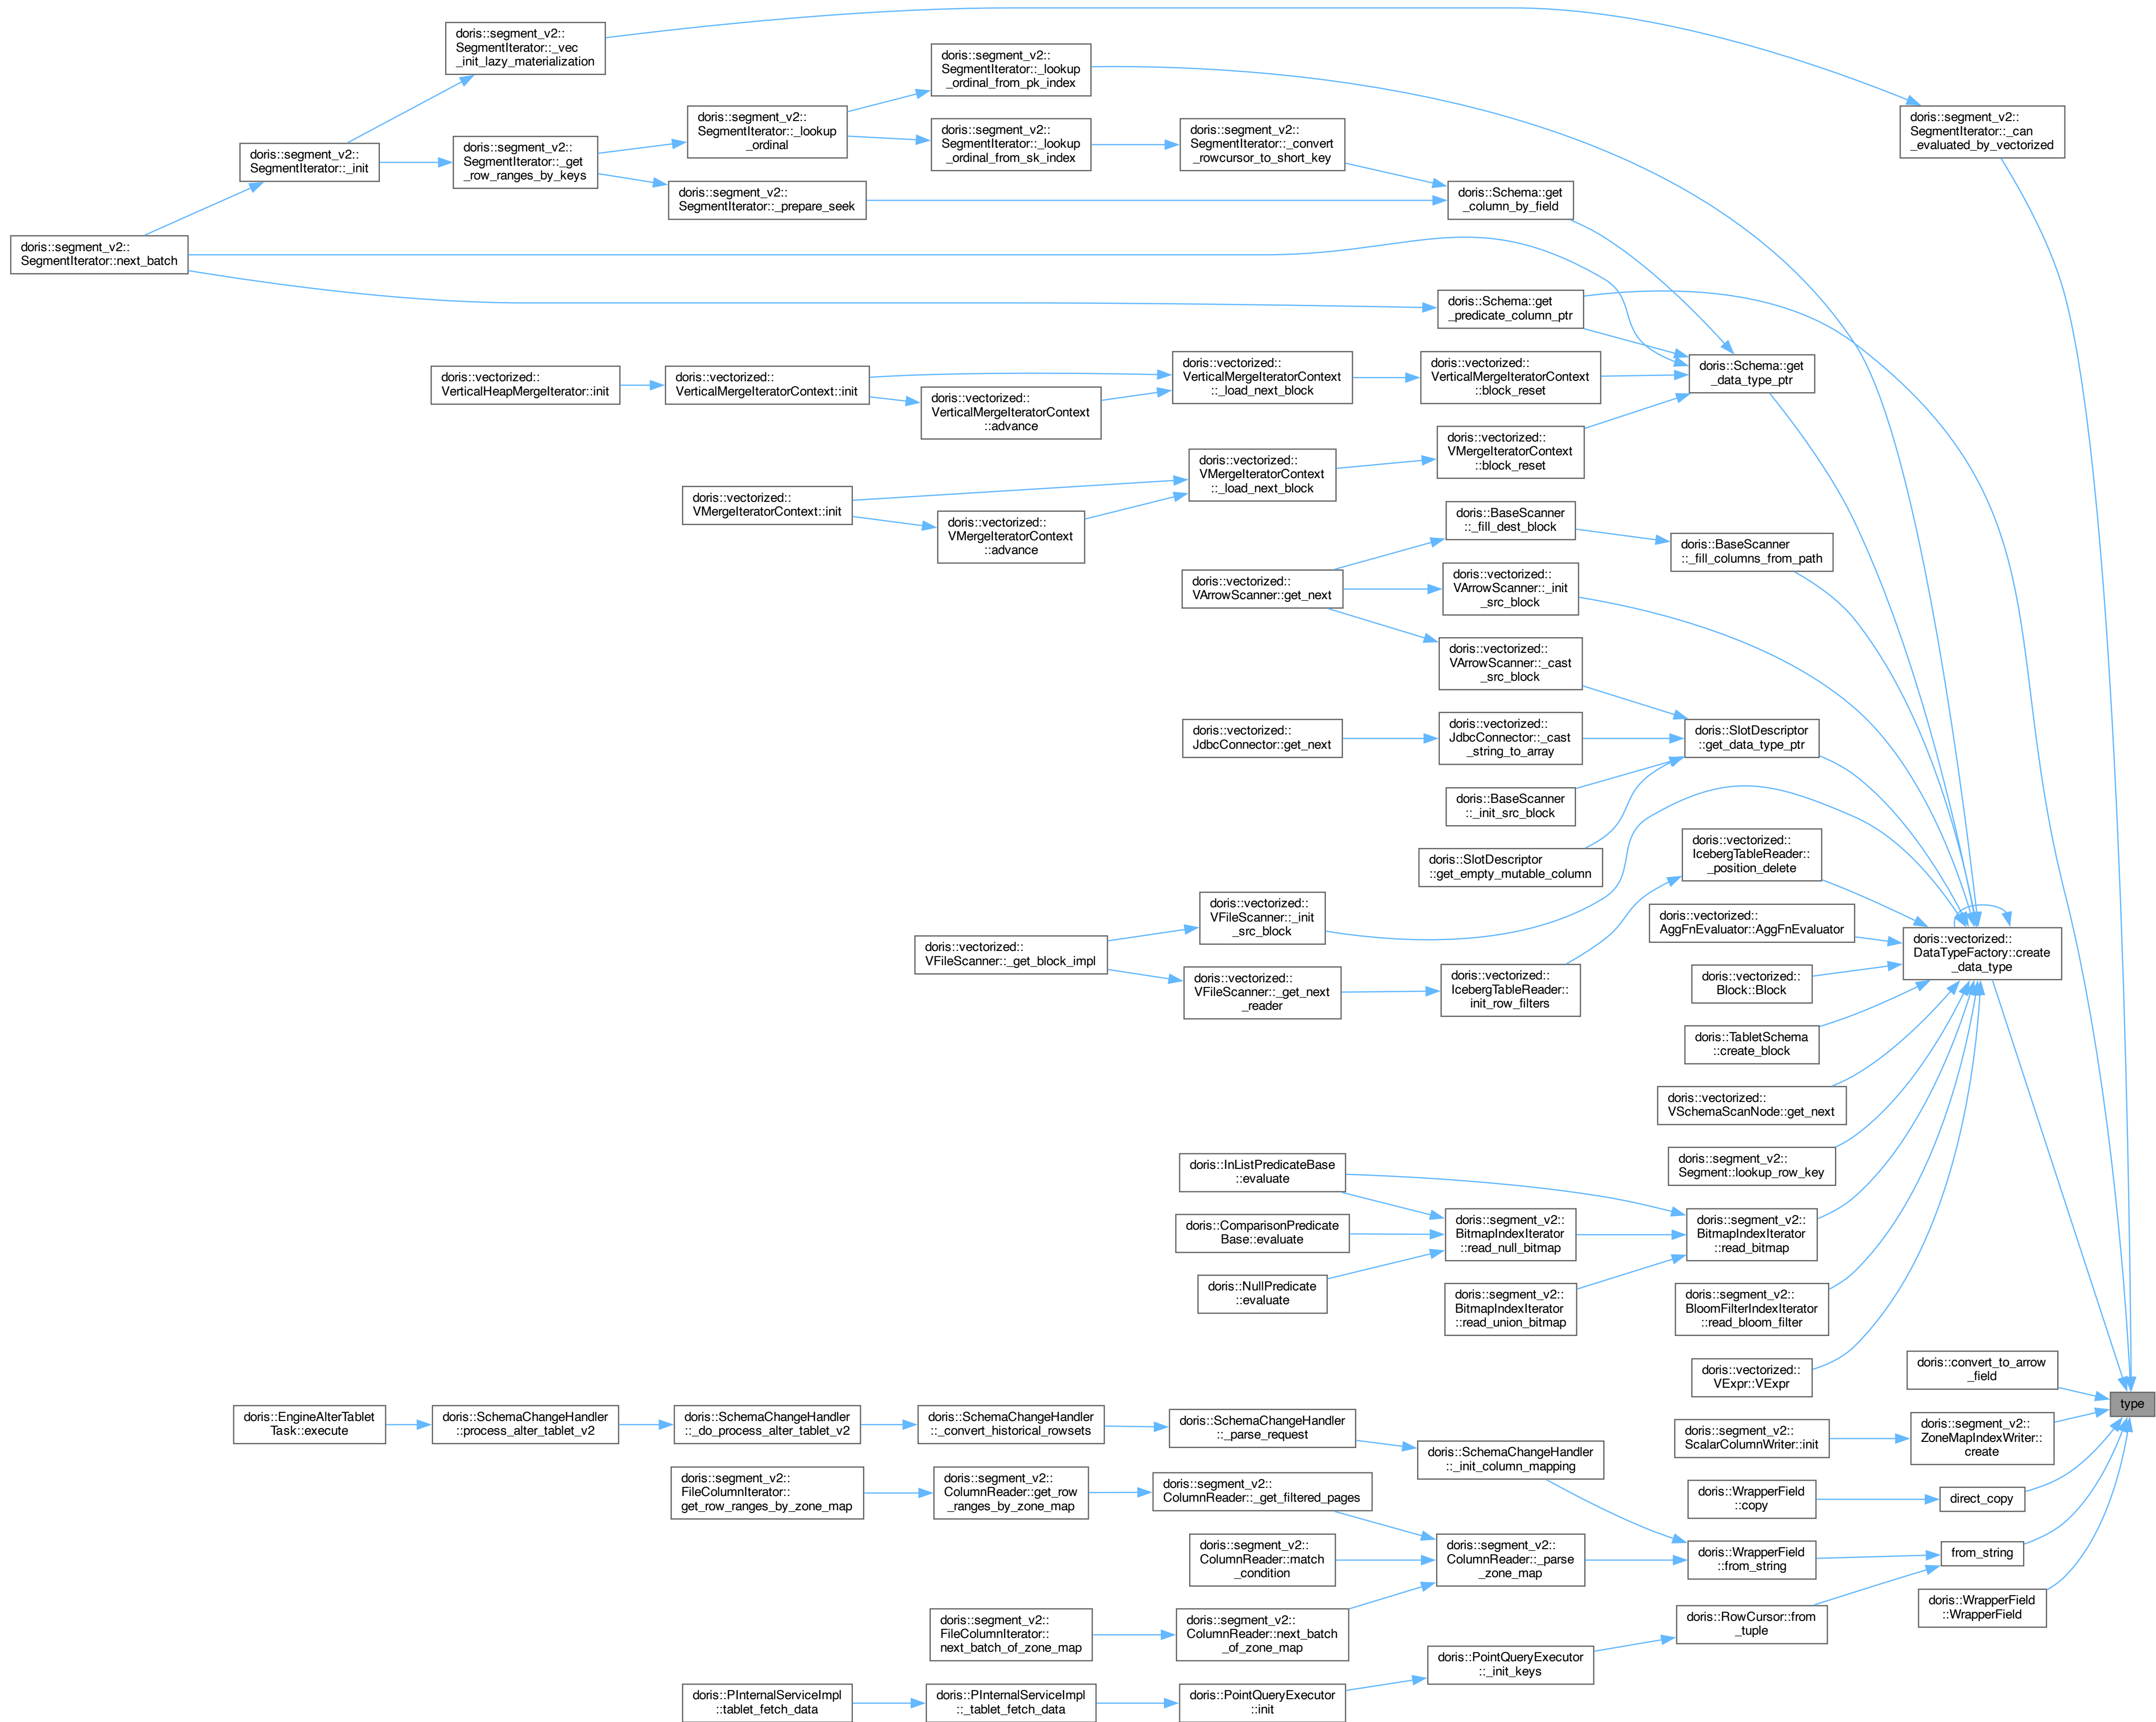 doris::segment_v2::
SegmentIterator::_vec
_init_lazy_materialization
doris::segment_v2::
SegmentIterator::_lookup
_ordinal_from_pk_index
doris::segment_v2::
SegmentIterator::_can
_evaluated_by_vectorized
doris::segment_v2::
SegmentIterator::_lookup
_ordinal
doris::segment_v2::
SegmentIterator::_lookup
_ordinal_from_sk_index
doris::segment_v2::
SegmentIterator::_convert
_rowcursor_to_short_key
doris::segment_v2::
SegmentIterator::_init
doris::segment_v2::
SegmentIterator::_get
_row_ranges_by_keys
doris::segment_v2::
SegmentIterator::_prepare_seek
doris::Schema::get
_column_by_field
doris::segment_v2::
SegmentIterator::next_batch
doris::Schema::get
_predicate_column_ptr
doris::Schema::get
_data_type_ptr
doris::vectorized::
VerticalHeapMergeIterator::init
doris::vectorized::
VerticalMergeIteratorContext::init
doris::vectorized::
VerticalMergeIteratorContext
::advance
doris::vectorized::
VerticalMergeIteratorContext
::_load_next_block
doris::vectorized::
VerticalMergeIteratorContext
::block_reset
doris::vectorized::
VMergeIteratorContext
::block_reset
doris::vectorized::
VMergeIteratorContext
::_load_next_block
doris::vectorized::
VMergeIteratorContext::init
doris::vectorized::
VMergeIteratorContext
::advance
doris::BaseScanner
::_fill_dest_block
doris::BaseScanner
::_fill_columns_from_path
doris::vectorized::
VArrowScanner::get_next
doris::vectorized::
VArrowScanner::_init
_src_block
doris::vectorized::
VArrowScanner::_cast
_src_block
doris::vectorized::
JdbcConnector::get_next
doris::vectorized::
JdbcConnector::_cast
_string_to_array
doris::SlotDescriptor
::get_data_type_ptr
doris::BaseScanner
::_init_src_block
doris::SlotDescriptor
::get_empty_mutable_column
doris::vectorized::
IcebergTableReader::
_position_delete
doris::vectorized::
VFileScanner::_init
_src_block
doris::vectorized::
AggFnEvaluator::AggFnEvaluator
doris::vectorized::
DataTypeFactory::create
_data_type
doris::vectorized::
VFileScanner::_get_block_impl
doris::vectorized::
VFileScanner::_get_next
_reader
doris::vectorized::
IcebergTableReader::
init_row_filters
doris::vectorized::
Block::Block
doris::TabletSchema
::create_block
doris::vectorized::
VSchemaScanNode::get_next
doris::segment_v2::
Segment::lookup_row_key
doris::InListPredicateBase
::evaluate
doris::ComparisonPredicate
Base::evaluate
doris::NullPredicate
::evaluate
doris::segment_v2::
BitmapIndexIterator
::read_null_bitmap
doris::segment_v2::
BitmapIndexIterator
::read_bitmap
doris::segment_v2::
BitmapIndexIterator
::read_union_bitmap
doris::segment_v2::
BloomFilterIndexIterator
::read_bloom_filter
doris::vectorized::
VExpr::VExpr
doris::convert_to_arrow
_field
type
doris::EngineAlterTablet
Task::execute
doris::SchemaChangeHandler
::process_alter_tablet_v2
doris::SchemaChangeHandler
::_do_process_alter_tablet_v2
doris::SchemaChangeHandler
::_convert_historical_rowsets
doris::SchemaChangeHandler
::_parse_request
doris::SchemaChangeHandler
::_init_column_mapping
doris::segment_v2::
ScalarColumnWriter::init
doris::segment_v2::
ZoneMapIndexWriter::
create
doris::segment_v2::
FileColumnIterator::
get_row_ranges_by_zone_map
doris::segment_v2::
ColumnReader::get_row
_ranges_by_zone_map
doris::segment_v2::
ColumnReader::_get_filtered_pages
doris::WrapperField
::copy
direct_copy
doris::segment_v2::
ColumnReader::match
_condition
doris::segment_v2::
ColumnReader::_parse
_zone_map
doris::WrapperField
::from_string
from_string
doris::segment_v2::
FileColumnIterator::
next_batch_of_zone_map
doris::segment_v2::
ColumnReader::next_batch
_of_zone_map
doris::RowCursor::from
_tuple
doris::WrapperField
::WrapperField
doris::PointQueryExecutor
::_init_keys
doris::PInternalServiceImpl
::tablet_fetch_data
doris::PInternalServiceImpl
::_tablet_fetch_data
doris::PointQueryExecutor
::init